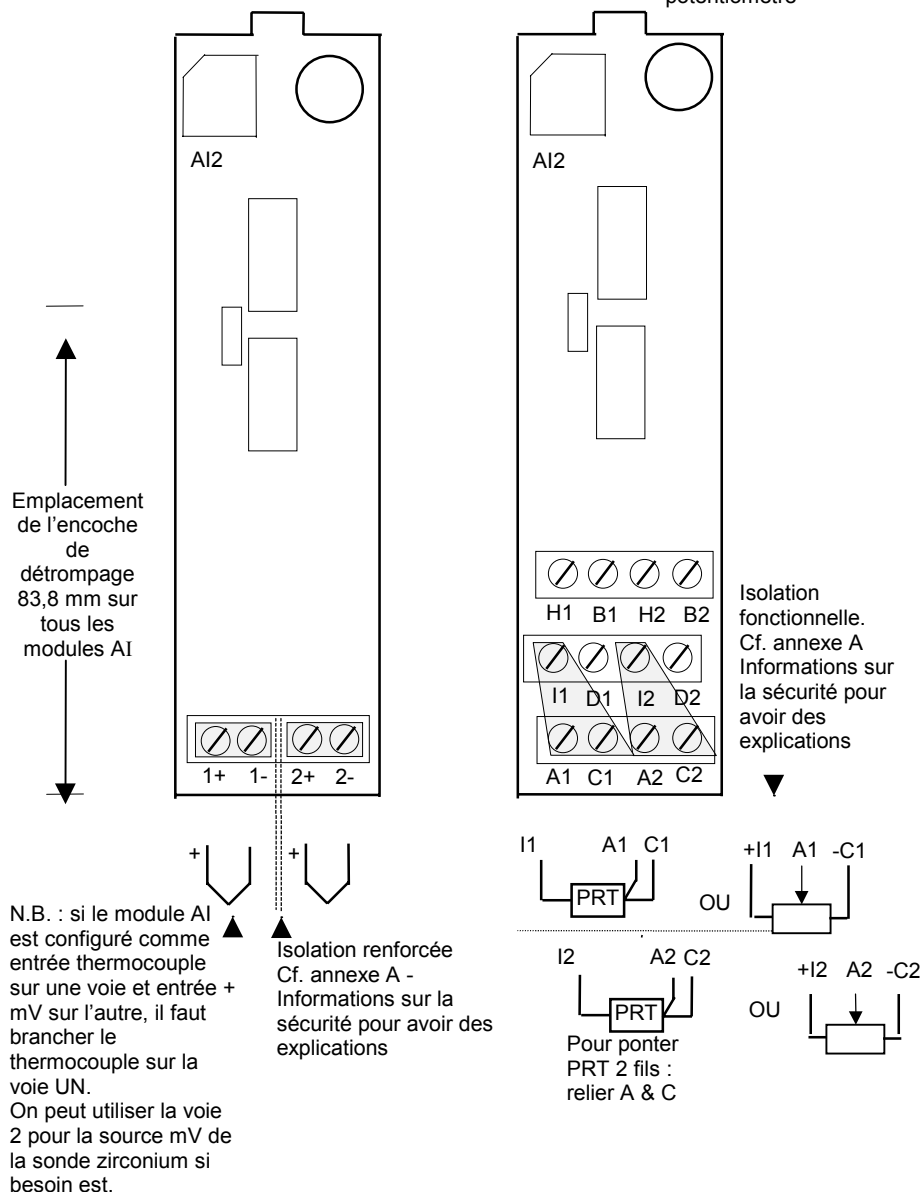 potentiomètre
AI2
AI2
Emplacement
de l'encoche
de
détrompage
83,8 mm sur
tous les
modules AI
1+ 1- 2+ 2-
H1 B1 H2 B2
I1 D1 I2 D2
A1 C1 A2 C2
Isolation
fonctionnelle.
Cf. annexe A
Informations sur
la sécurité pour
avoir des
explications
+ +
N.B. : si le module AI
est configuré comme
entrée thermocouple
sur une voie et entrée +
mV sur l'autre, il faut
brancher le
thermocouple sur la
voie UN.
On peut utiliser la voie
2 pour la source mV de
la sonde zirconium si
besoin est.
Isolation renforcée
Cf. annexe A -
Informations sur la
sécurité pour avoir des
explications
I1 A1 C1
PRT
OU
+I1 A1 -C1
I2 A2 C2
PRT
OU
+I2 A2 -C2
Pour ponter
PRT 2 fils :
relier A & C